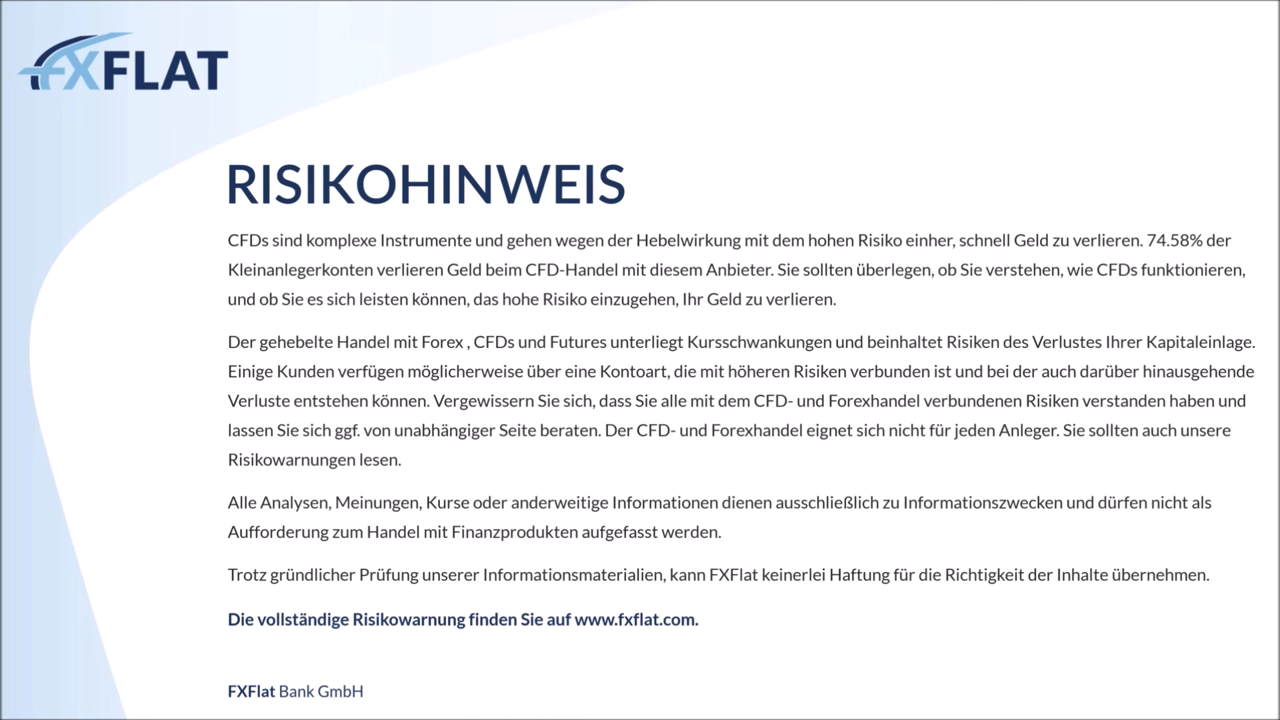 FXFLAT
RISIKOHINWEIS
CFDs sind komplexe Instrumente und gehen wegen der Hebelwirkung mit dem hohen Risiko einher, schnell Geld zu verlieren. 74.58% der
Kleinanlegerkonten verlieren Geld beim CFD-Handel mit diesem Anbieter. Sie sollten überlegen, ob Sie verstehen, wie CFDs funktionieren,
und ob Sie es sich leisten können, das hohe Risiko einzugehen, Ihr Geld zu verlieren.
Der gehebelte Handel mit Forex , CFDs und Futures unterliegt Kursschwankungen und beinhaltet Risiken des Verlustes Ihrer Kapitaleinlage.
Einige Kunden verfügen möglicherweise über eine Kontoart, die mit höheren Risiken verbunden ist und bei der auch darüber hinausgehende
Verluste entstehen können. Vergewissern Sie sich, dass Sie alle mit dem CFD- und Forexhandel verbundenen Risiken verstanden haben und
lassen Sie sich ggf. von unabhängiger Seite beraten. Der CFD- und Forexhandel eignet sich nicht für jeden Anleger. Sie sollten auch unsere
Risikowarnungen lesen.
Alle Analysen, Meinungen, Kurse oder anderweitige Informationen dienen ausschließlich zu Informationszwecken und dürfen nicht als
Aufforderung zum Handel mit Finanzprodukten aufgefasst werden.
Trotz gründlicher Prüfung unserer Informationsmaterialien, kann FXFlat keinerlei Haftung für die Richtigkeit der Inhalte übernehmen.
Die vollständige Risikowarnung finden Sie auf www.fxflat.com.
FXFlat Bank GmbH